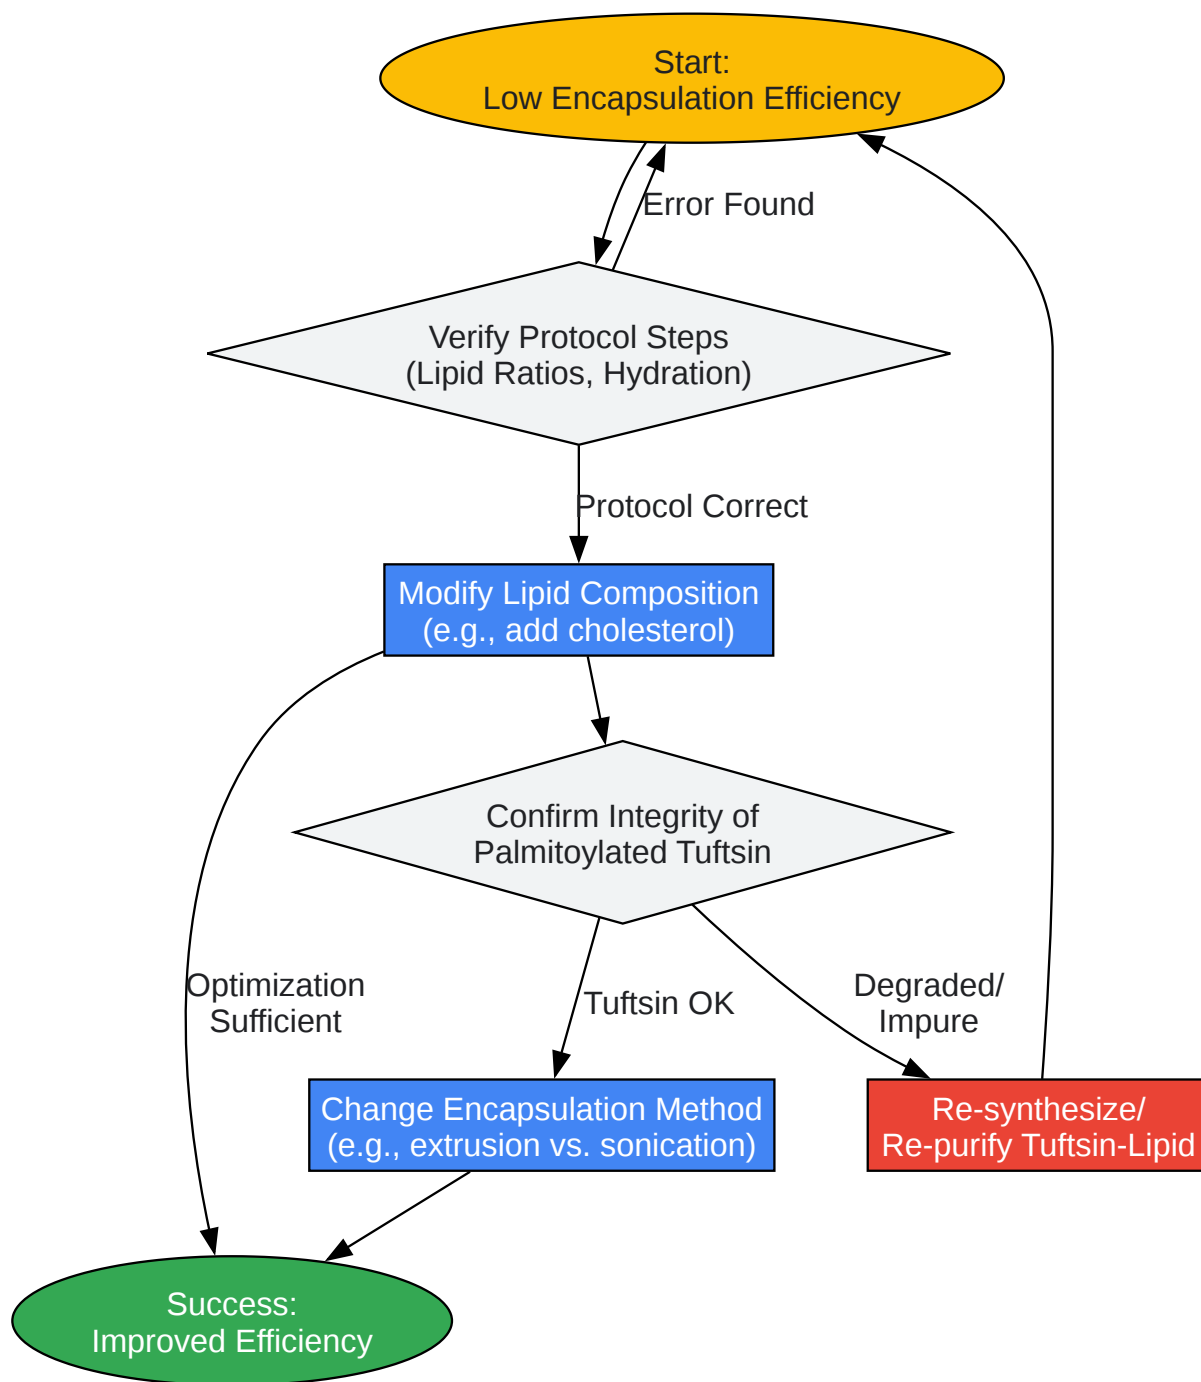 Start:
Low Encapsulation Efficiency
Error Found
Verify Protocol Steps
(Lipid Ratios, Hydration)
Protocol Correct
Modify Lipid Composition
(e.g., add cholesterol)
Confirm Integrity of
Palmitoylated Tuftsin
Optimization
Sufficient
Tuftsin OK
Degraded/
Impure
Change Encapsulation Method
(e.g., extrusion vs. sonication)
Re-synthesize/
Re-purify Tuftsin-Lipid
Success:
Improved Efficiency